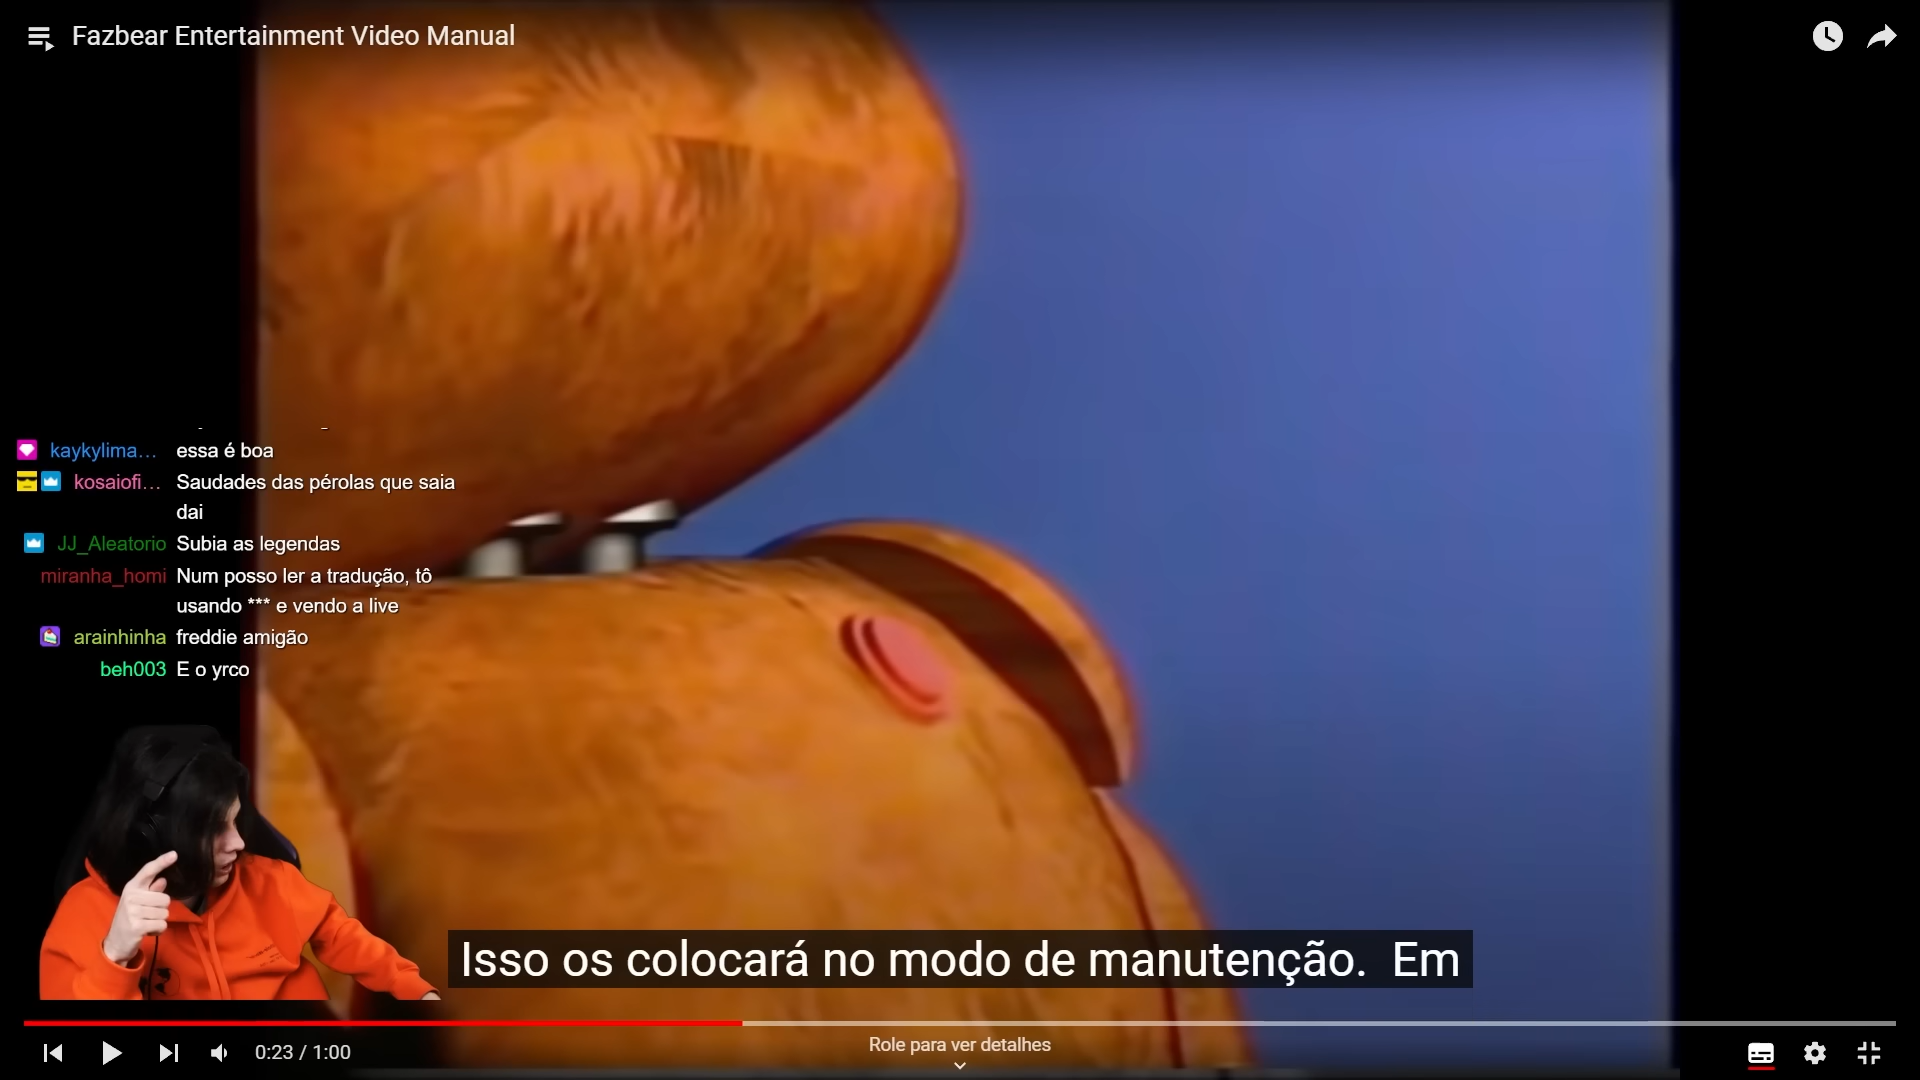 Fazbear Entertainment Video Manual
kaykylima… essa é boa
kosaiofi… Saudades das pérolas que saia
dai
JJ_Aleatorio Subia as legendas
miranha_homi Num posso ler a tradução, tô
usando *** e vendo a live
arainhinha freddie amigão
beh003 E o yrco
Isso os colocará no modo de manutenção.  Em
0:23 / 1:00
Role para ver detalhes